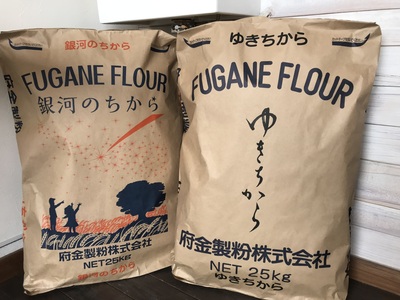 銀河のちから
FUGANE FLOUR
銀河のちから
府金製粉株式会社
NET25kg
銀河のちから
ゆきちから
FUGANE FLOUR
ゆきちから
府金製粉株式会社
NET 25kg
ゆきちから